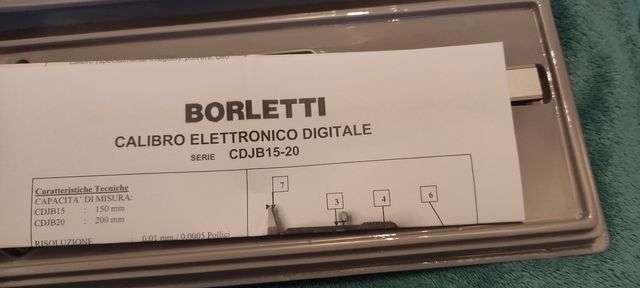 BORLETTI
CALIBRO ELETTRONICO DIGITALE
SERIE CDJB15-20
Caratteristiche Tecniche
CAPACITA' DI MISURA:
CDJB15 : 150 mm
CDJB20 : 200 mm
RISOLUZIONE : 0.01 mm / 0.0005 Pollici
7
3
4
6